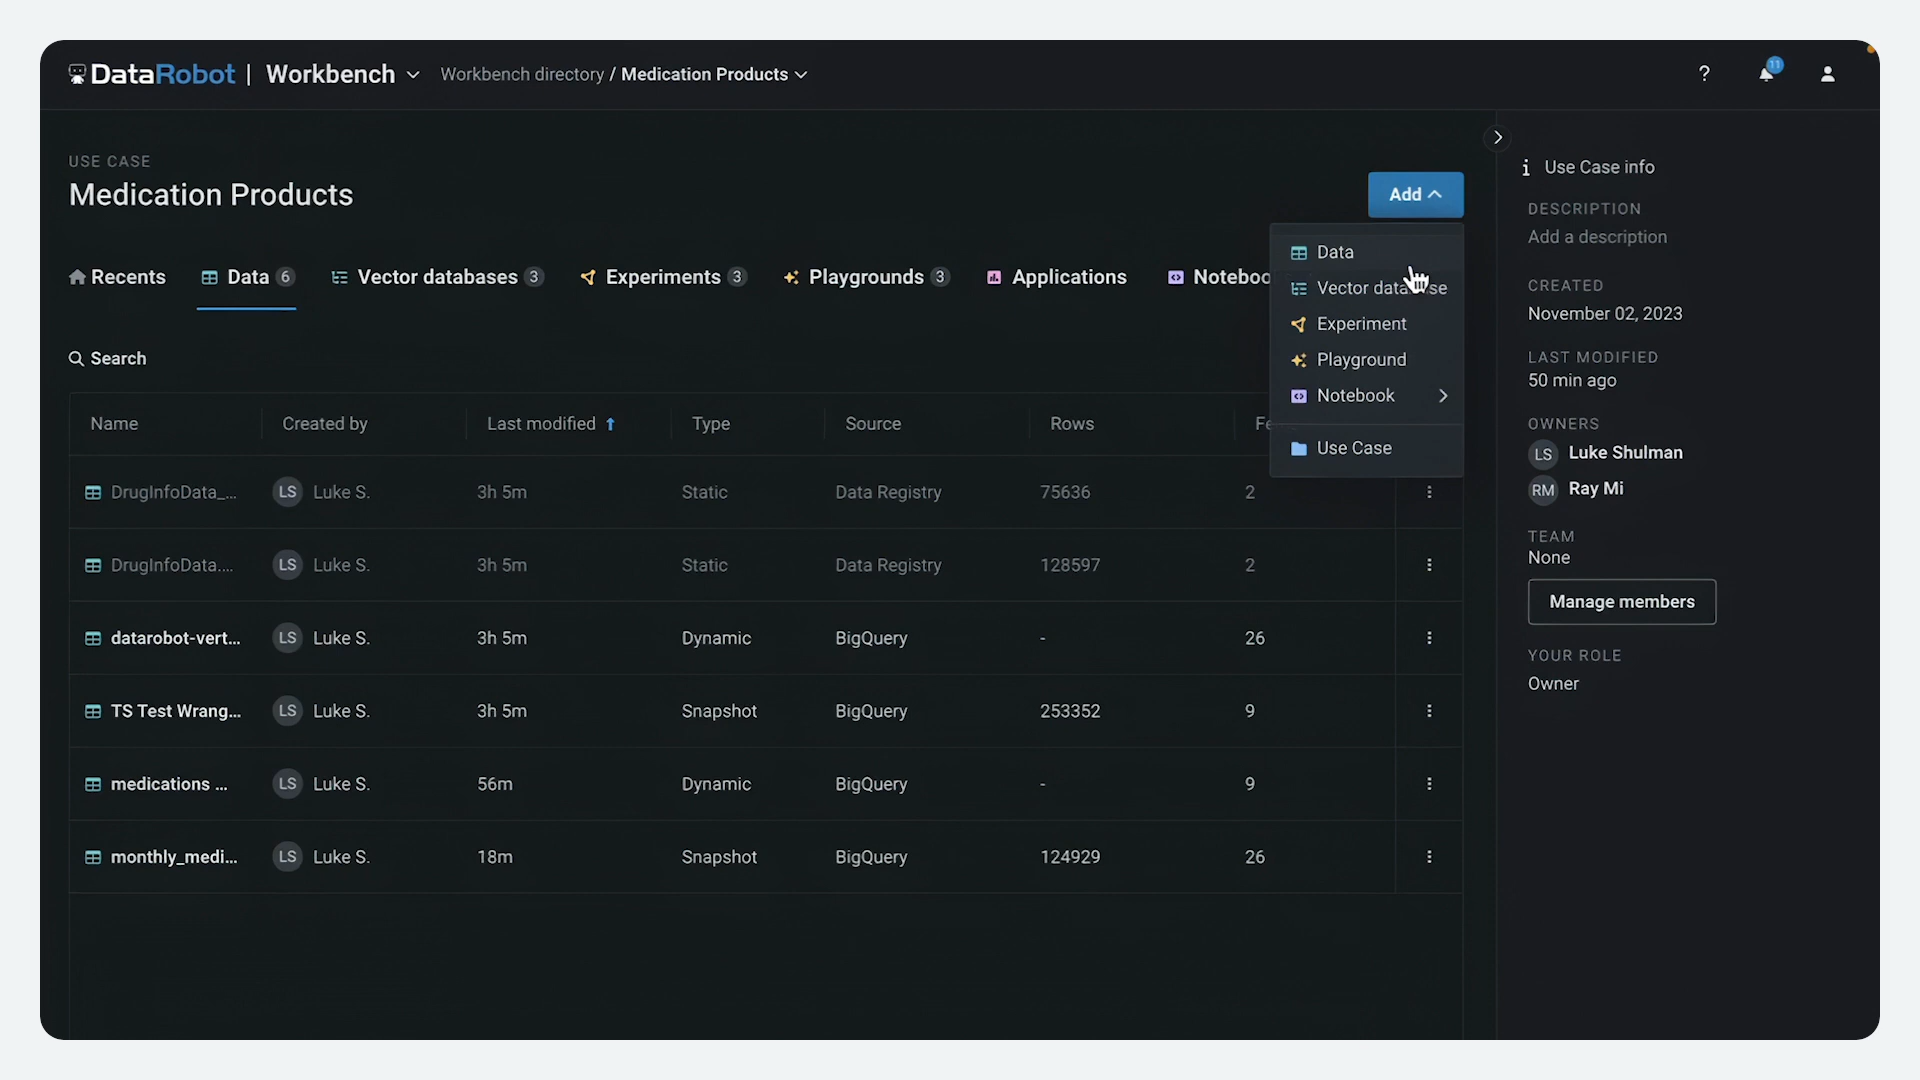 DataRobot | Workbench Workbench directory / Medication Products ? 11
USE CASE
Medication Products
Add
Recents Data 6 Vector databases 3 Experiments 3 Playgrounds 3 Applications
Data
Vector
Experiment
Playground
Notebook
Use Case
Search
Name Created by Last modified Type Source Rows
DrugInfoData_... LS Luke S. 3h 5m Static Data Registry 75636 2
DrugInfoData.... LS Luke S. 3h 5m Static Data Registry 128597 2
datarobot-vert... LS Luke S. 3h 5m Dynamic BigQuery - 26
TS Test Wrang... LS Luke S. 3h 5m Snapshot BigQuery 253352 9
medications ... LS Luke S. 56m Dynamic BigQuery - 9
monthly_medi... LS Luke S. 18m Snapshot BigQuery 124929 26
i Use Case info
DESCRIPTION
Add a description
CREATED
November 02, 2023
LAST MODIFIED
50 min ago
OWNERS
LS Luke Shulman
RM Ray Mi
TEAM
None
Manage members
YOUR ROLE
Owner